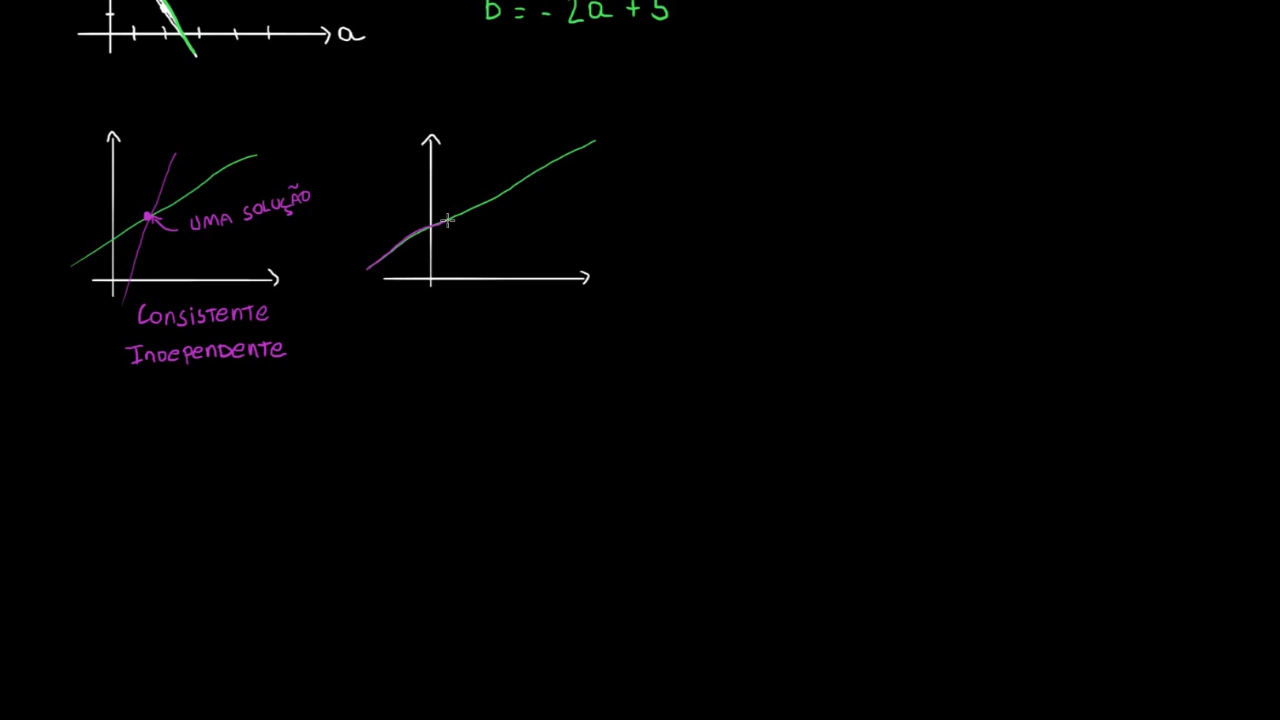 b = - 2a + 5
a
UMA SOLUÇÃO
Consistente
Independente